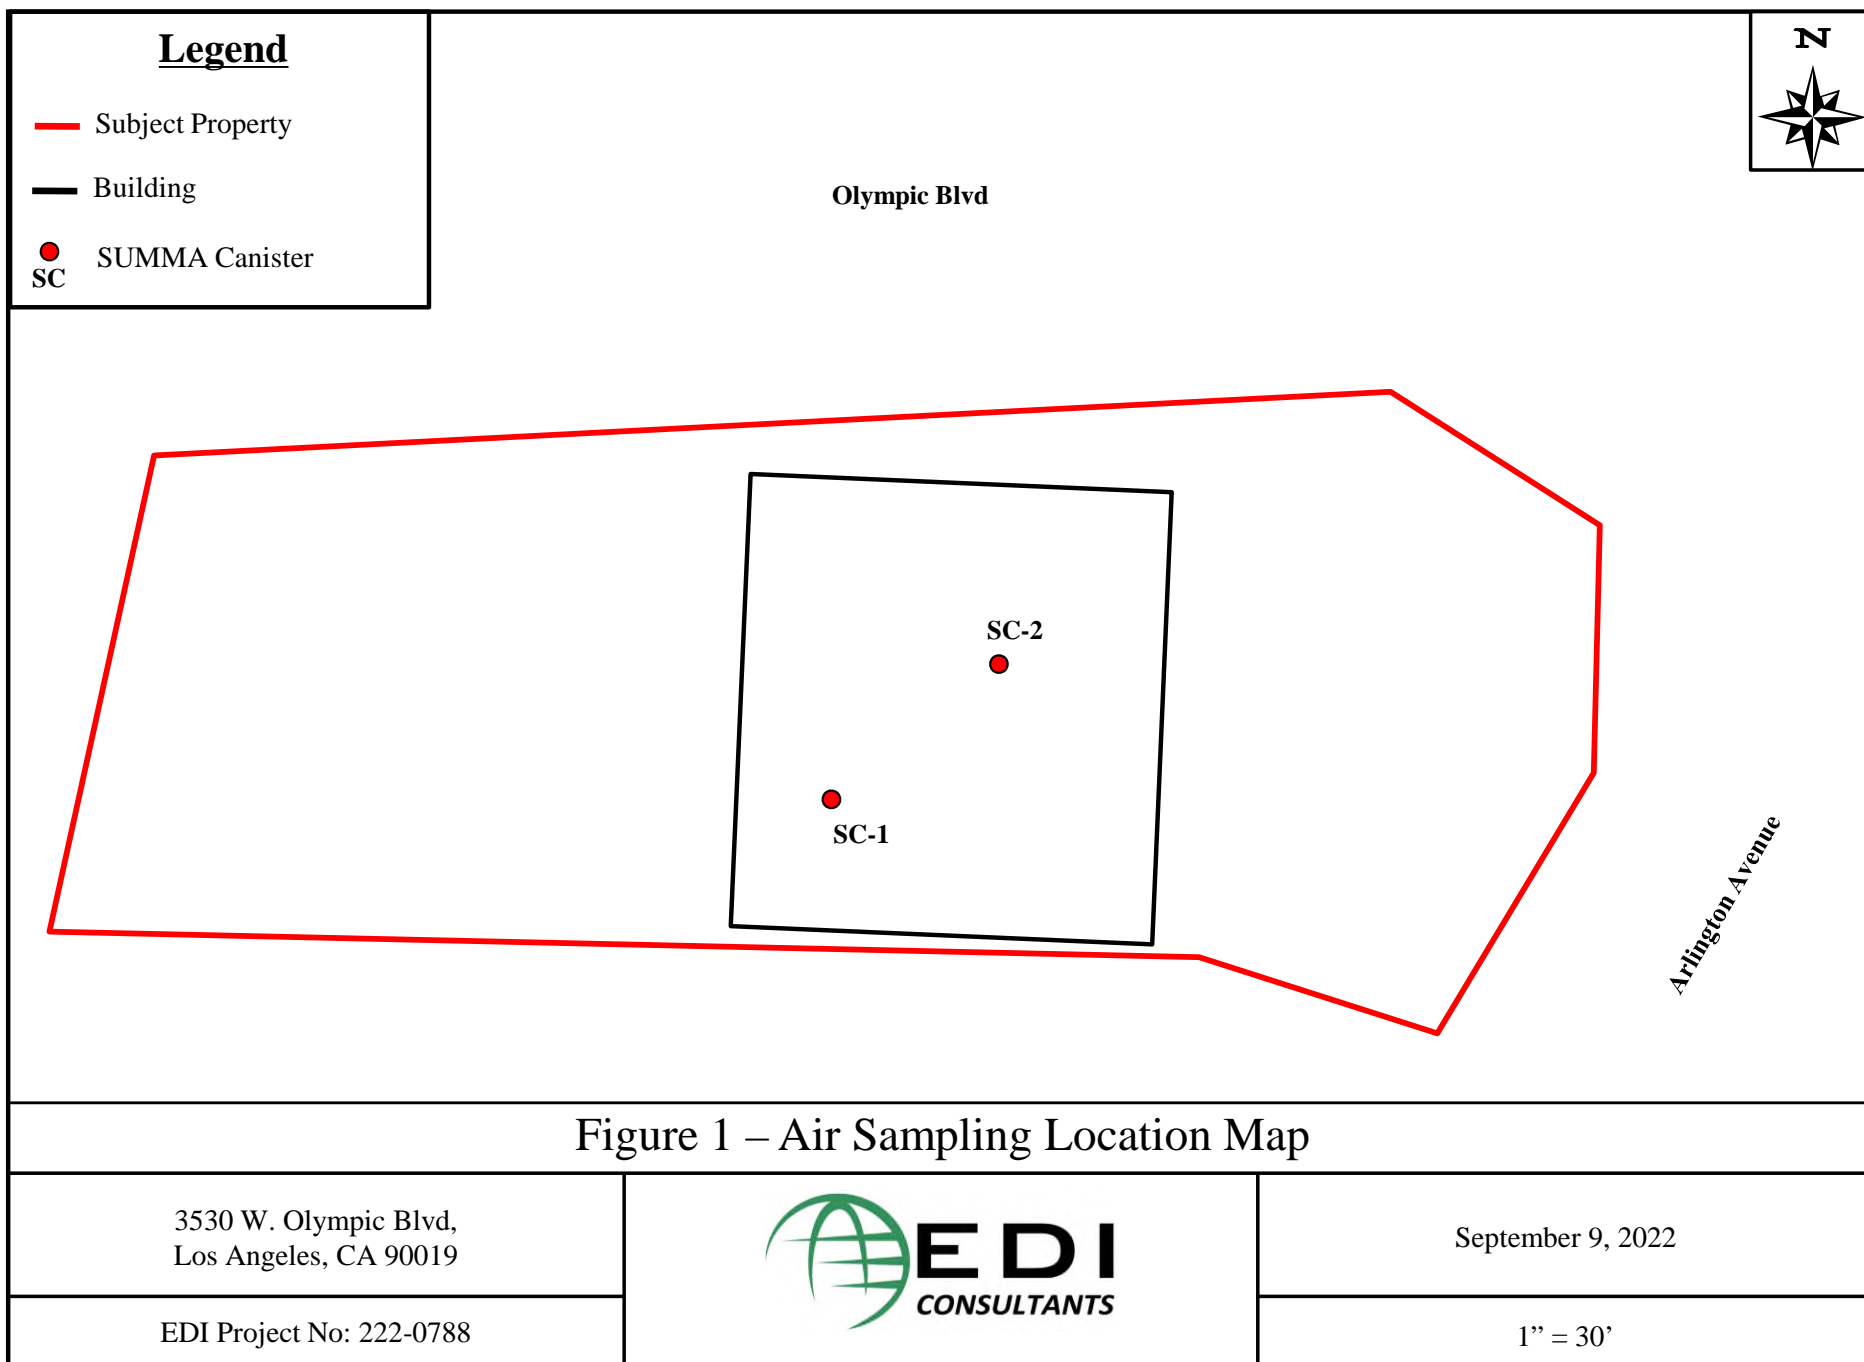 Legend
Subject Property
Building
SC
SUMMA Canister
N
Olympic Blvd
SC-2
SC-1
Arlington Avenue
Figure 1 – Air Sampling Location Map
3530 W. Olympic Blvd,
Los Angeles, CA 90019
EDI Project No: 222-0788
EDI
CONSULTANTS
September 9, 2022
1” = 30’